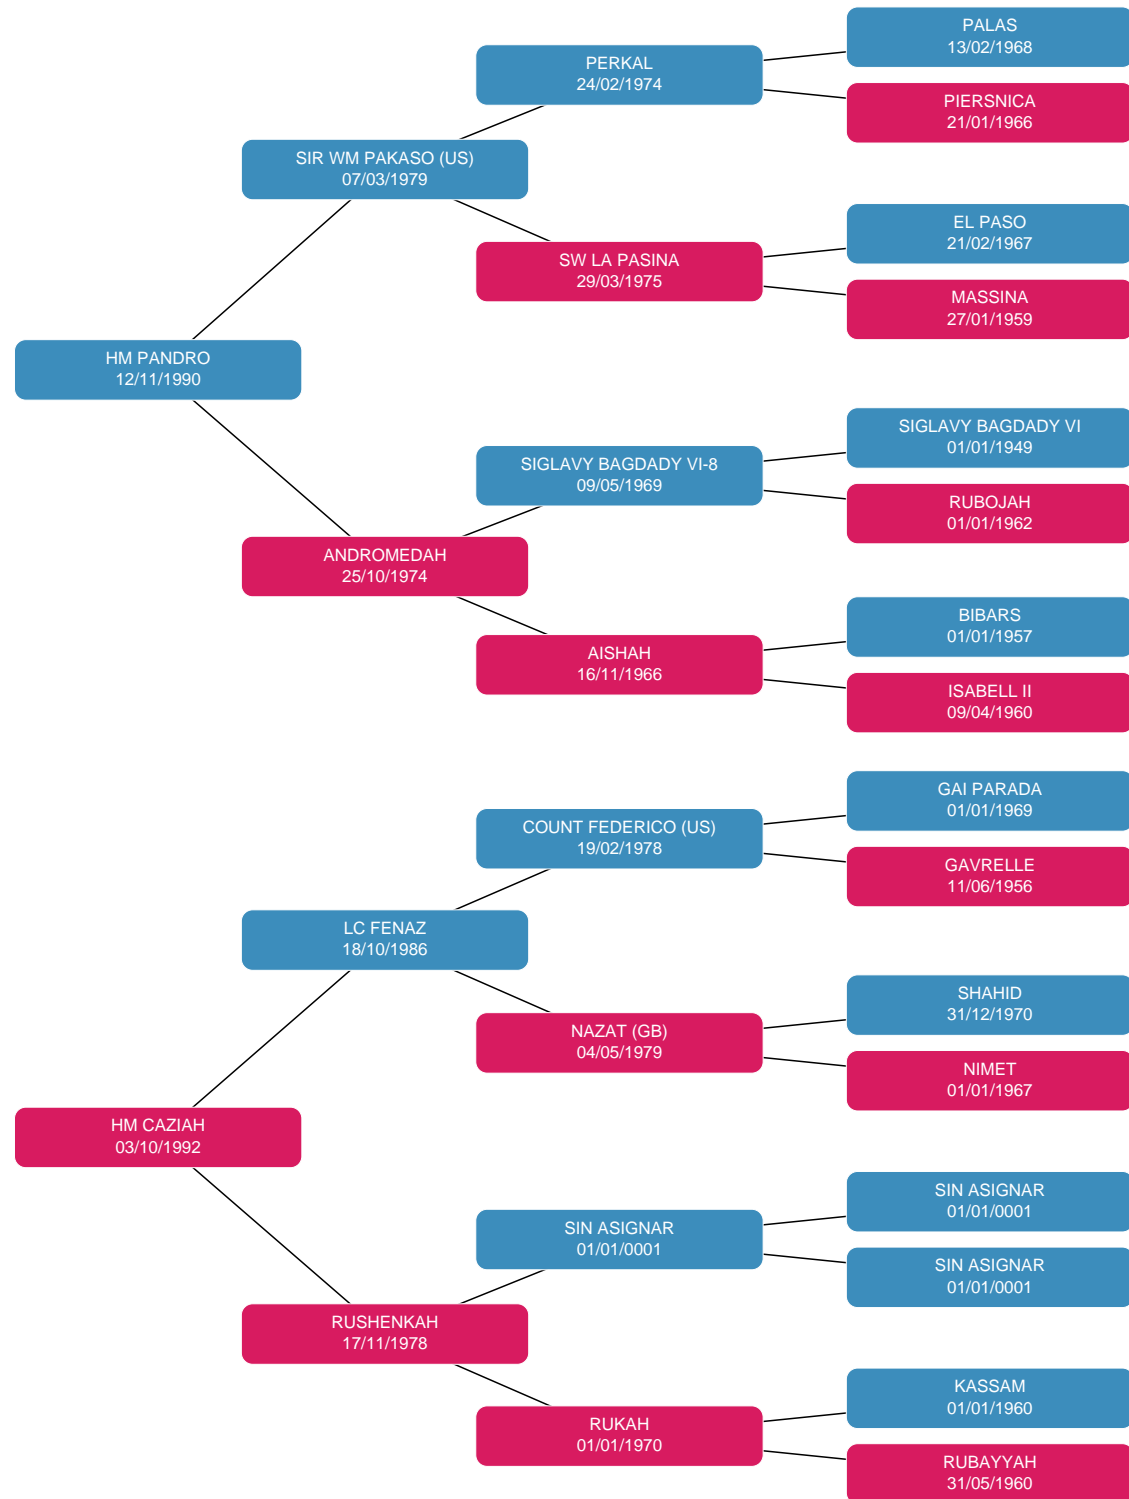 PALAS
13/02/1968
PERKAL
24/02/1974
PIERSNICA
21/01/1966
SIR WM PAKASO (US)
07/03/1979
EL PASO
21/02/1967
SW LA PASINA
29/03/1975
MASSINA
27/01/1959
HM PANDRO
12/11/1990
SIGLAVY BAGDADY VI
01/01/1949
SIGLAVY BAGDADY VI-8
09/05/1969
RUBOJAH
01/01/1962
ANDROMEDAH
25/10/1974
BIBARS
01/01/1957
AISHAH
16/11/1966
ISABELL II
09/04/1960
GAI PARADA
01/01/1969
COUNT FEDERICO (US)
19/02/1978
GAVRELLE
11/06/1956
LC FENAZ
18/10/1986
SHAHID
31/12/1970
NAZAT (GB)
04/05/1979
NIMET
01/01/1967
HM CAZIAH
03/10/1992
SIN ASIGNAR
01/01/0001
SIN ASIGNAR
01/01/0001
SIN ASIGNAR
01/01/0001
RUSHENKAH
17/11/1978
KASSAM
01/01/1960
RUKAH
01/01/1970
RUBAYYAH
31/05/1960